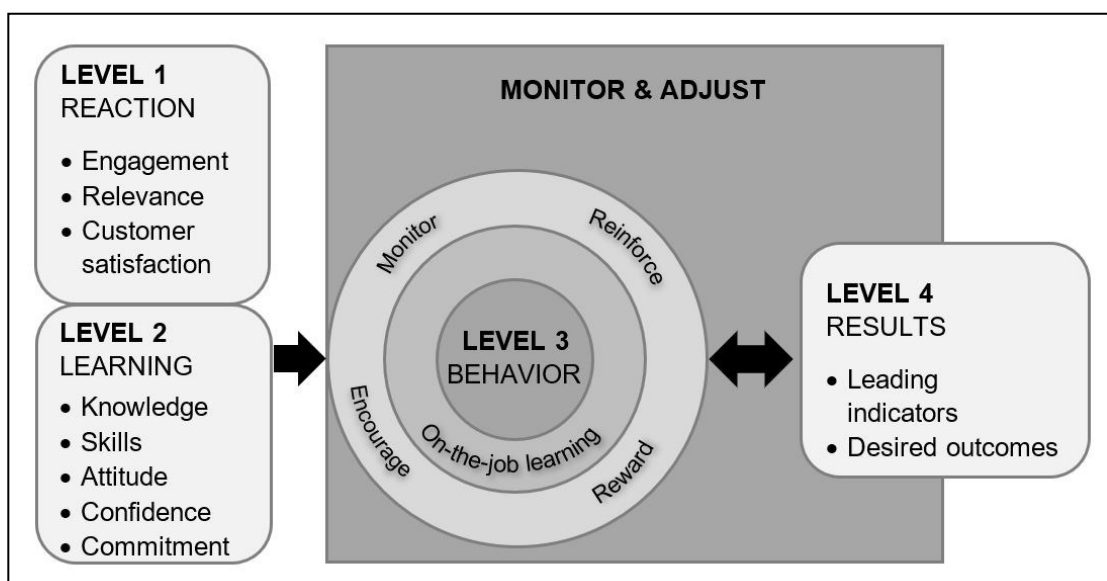 LEVEL 1
REACTION
• Engagement
• Relevance
• Customer
satisfaction
LEVEL 2
LEARNING
• Knowledge
• Skills
• Attitude
• Confidence
• Commitment
MONITOR & ADJUST
Monitor
Reinforce
Encourage
Reward
On-the-job learning
LEVEL 3
BEHAVIOR
LEVEL 4
RESULTS
• Leading
indicators
• Desired outcomes